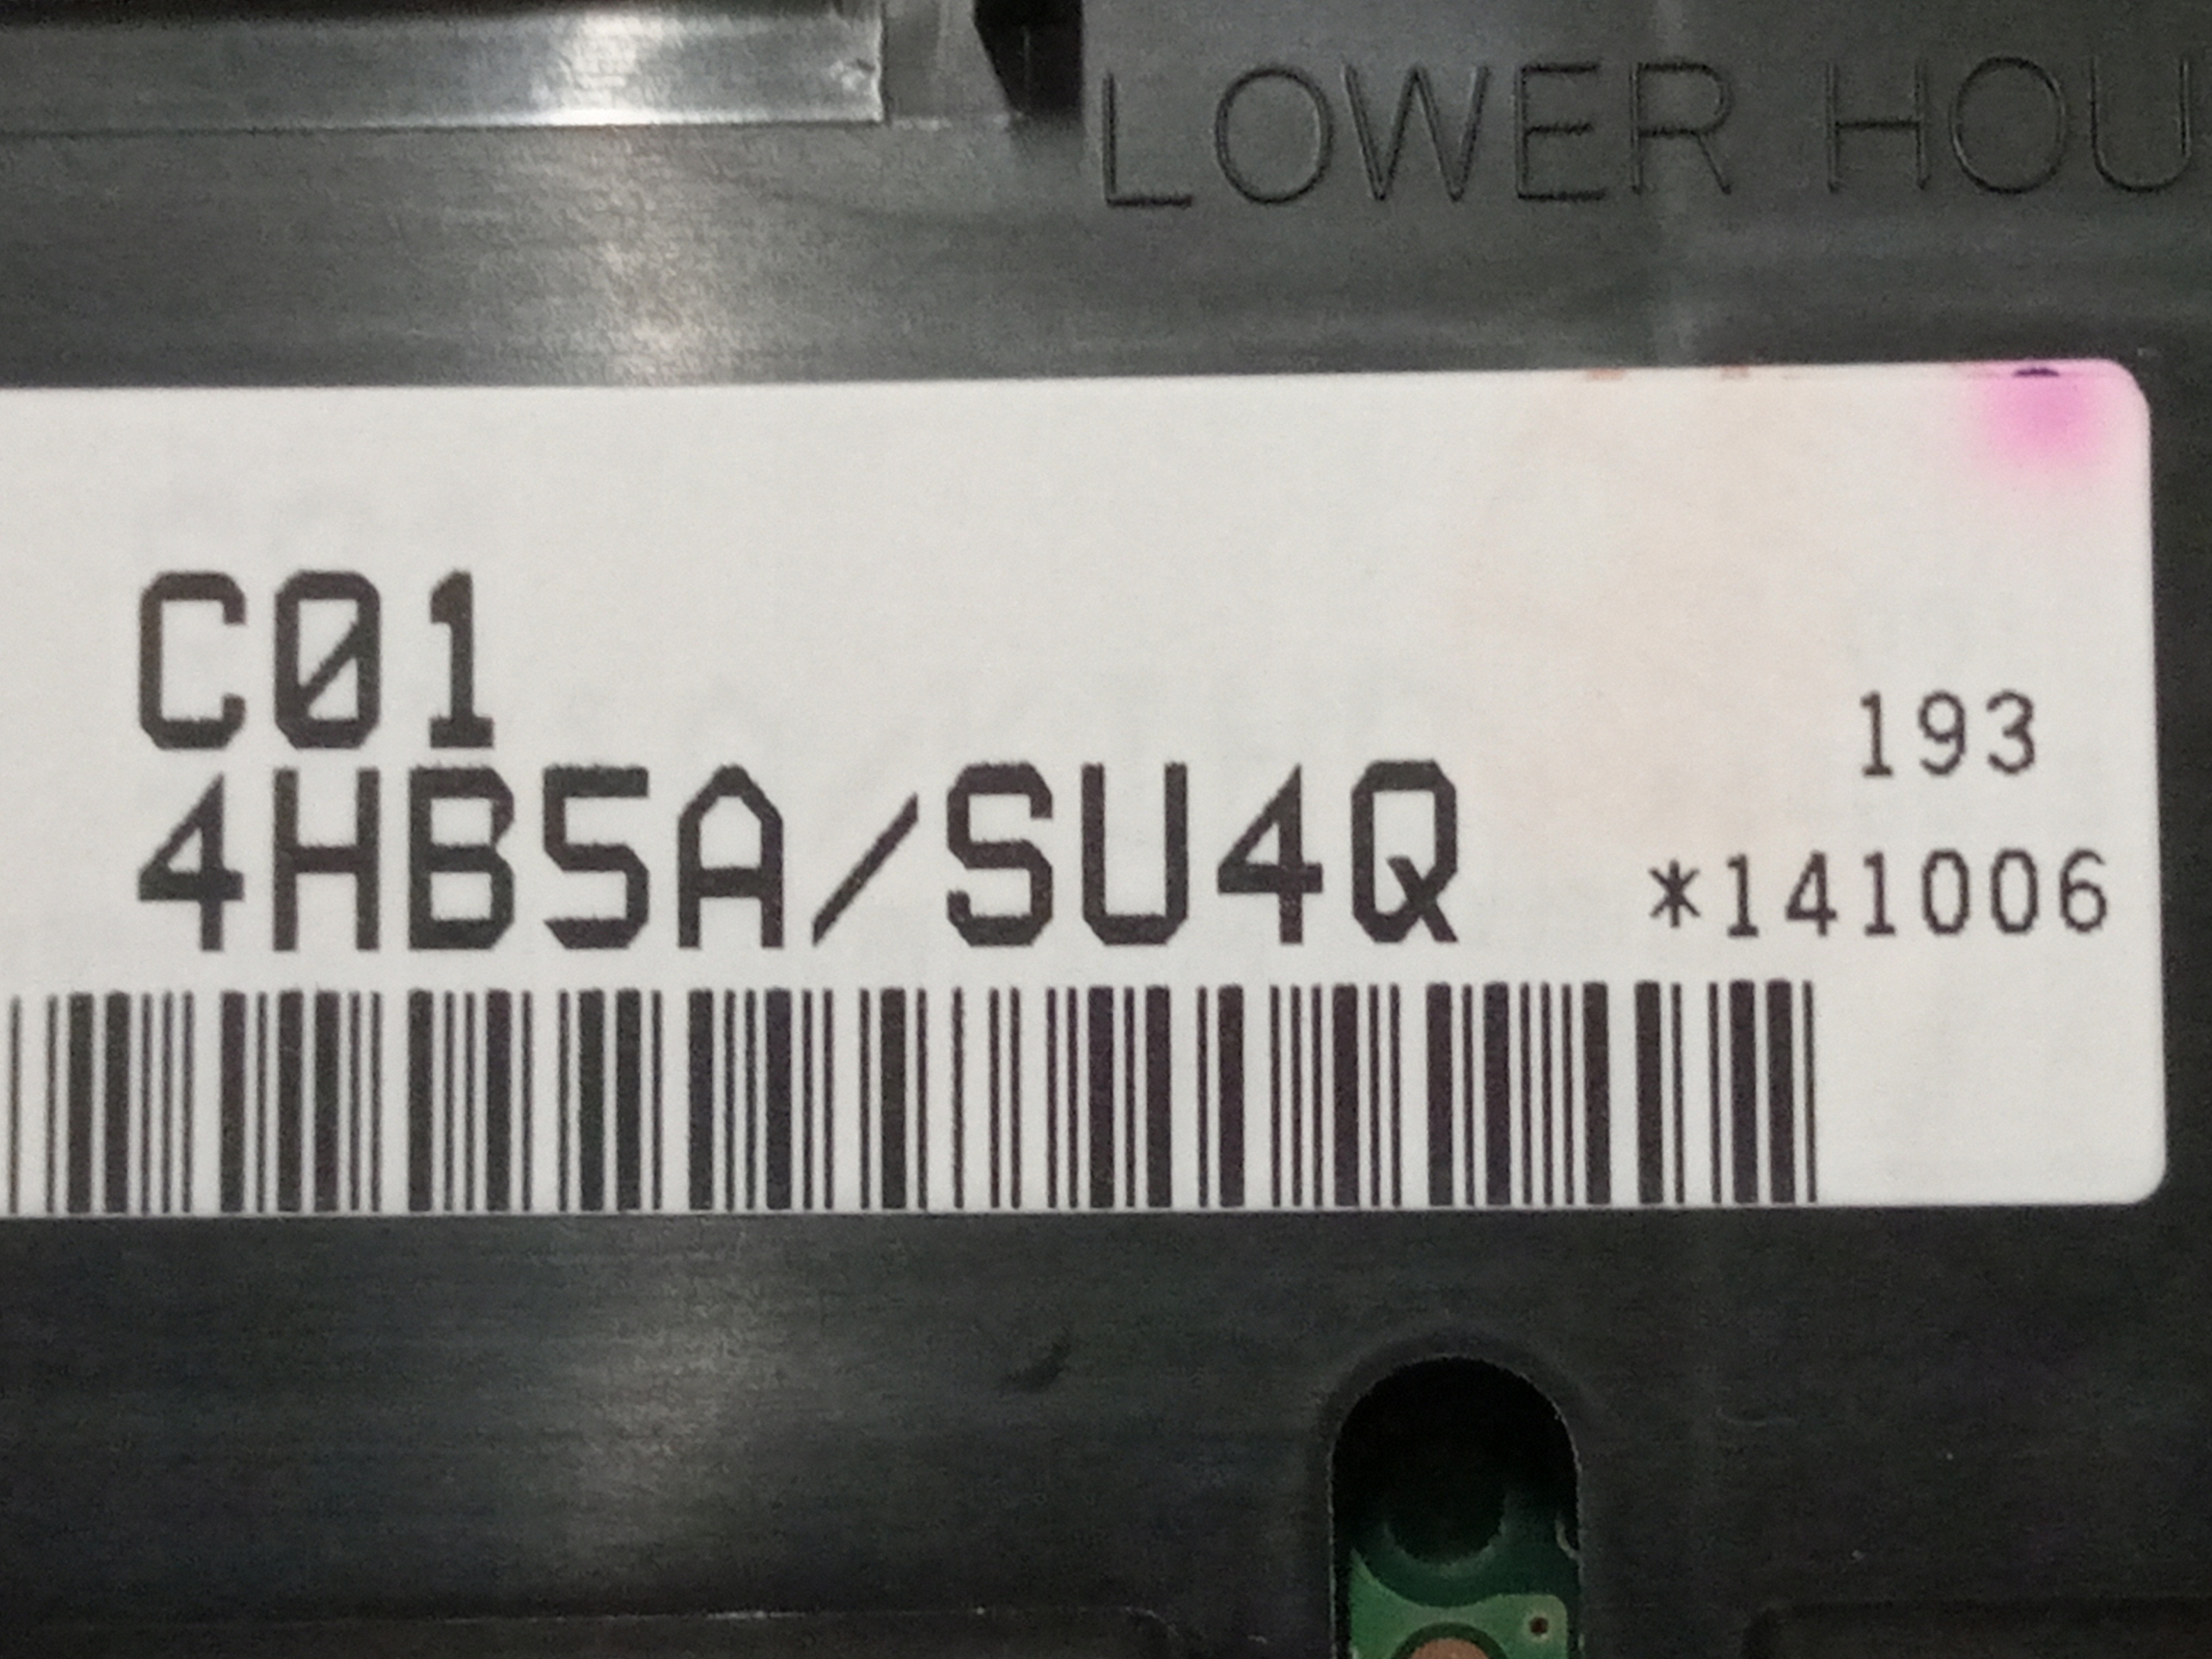 LOWER HOU
C01
193
4HB5A/SU4Q
*141006